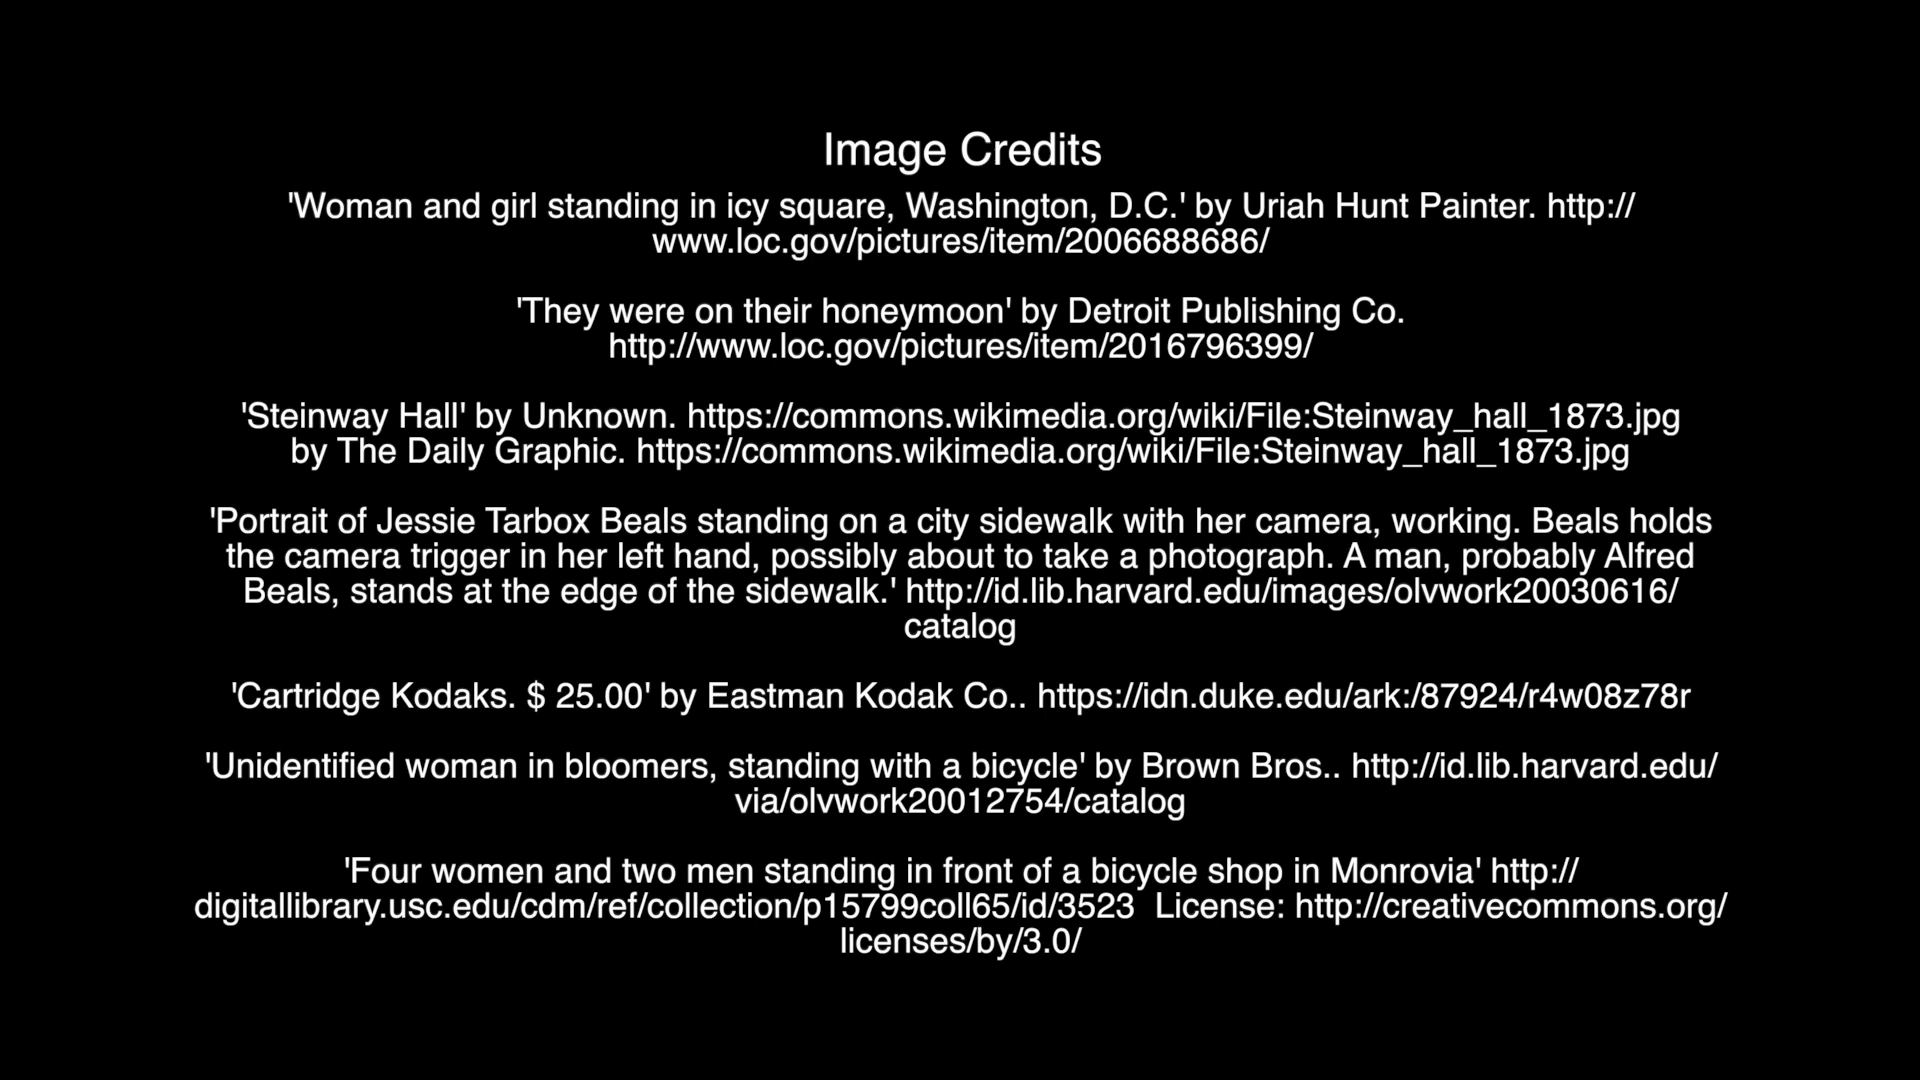 Image Credits
'Woman and girl standing in icy square, Washington, D.C.' by Uriah Hunt Painter. http://
www.loc.gov/pictures/item/2006688686/
'They were on their honeymoon' by Detroit Publishing Co.
http://www.loc.gov/pictures/item/2016796399/
'Steinway Hall' by Unknown. https://commons.wikimedia.org/wiki/File:Steinway_hall_1873.jpg
by The Daily Graphic. https://commons.wikimedia.org/wiki/File:Steinway_hall_1873.jpg
'Portrait of Jessie Tarbox Beals standing on a city sidewalk with her camera, working. Beals holds
the camera trigger in her left hand, possibly about to take a photograph. A man, probably Alfred
Beals, stands at the edge of the sidewalk.' http://id.lib.harvard.edu/images/olvwork20030616/
catalog
'Cartridge Kodaks. $ 25.00' by Eastman Kodak Co.. https://idn.duke.edu/ark:/87924/r4w08z78r
'Unidentified woman in bloomers, standing with a bicycle' by Brown Bros.. http://id.lib.harvard.edu/
via/olvwork20012754/catalog
'Four women and two men standing in front of a bicycle shop in Monrovia' http://
digitallibrary.usc.edu/cdm/ref/collection/p15799coll65/id/3523  License: http://creativecommons.org/
licenses/by/3.0/